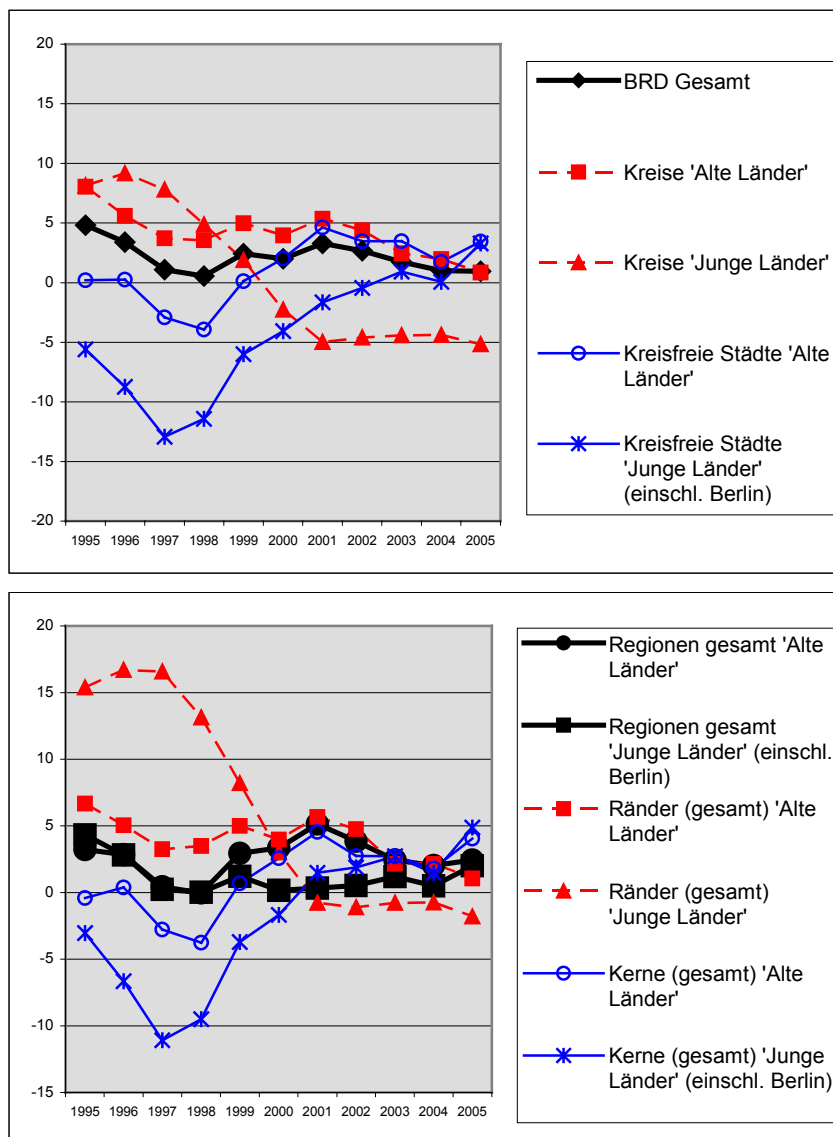 20
15
10
5
0
-5
-10
-15
-20
1995 1996 1997 1998 1999 2000 2001 2002 2003 2004 2005
BRD Gesamt
Kreise 'Alte Länder'
Kreise 'Junge Länder'
Kreisfreie Städte 'Alte
Länder'
Kreisfreie Städte
'Junge Länder'
(einschl. Berlin)
20
15
10
5
0
-5
-10
-15
1995 1996 1997 1998 1999 2000 2001 2002 2003 2004 2005
Regionen gesamt 'Alte
Länder'
Regionen gesamt
'Junge Länder' (einschl.
Berlin)
Ränder (gesamt) 'Alte
Länder'
Ränder (gesamt)
'Junge Länder'
Kerne (gesamt) 'Alte
Länder'
Kerne (gesamt) 'Junge
Länder' (einschl. Berlin)